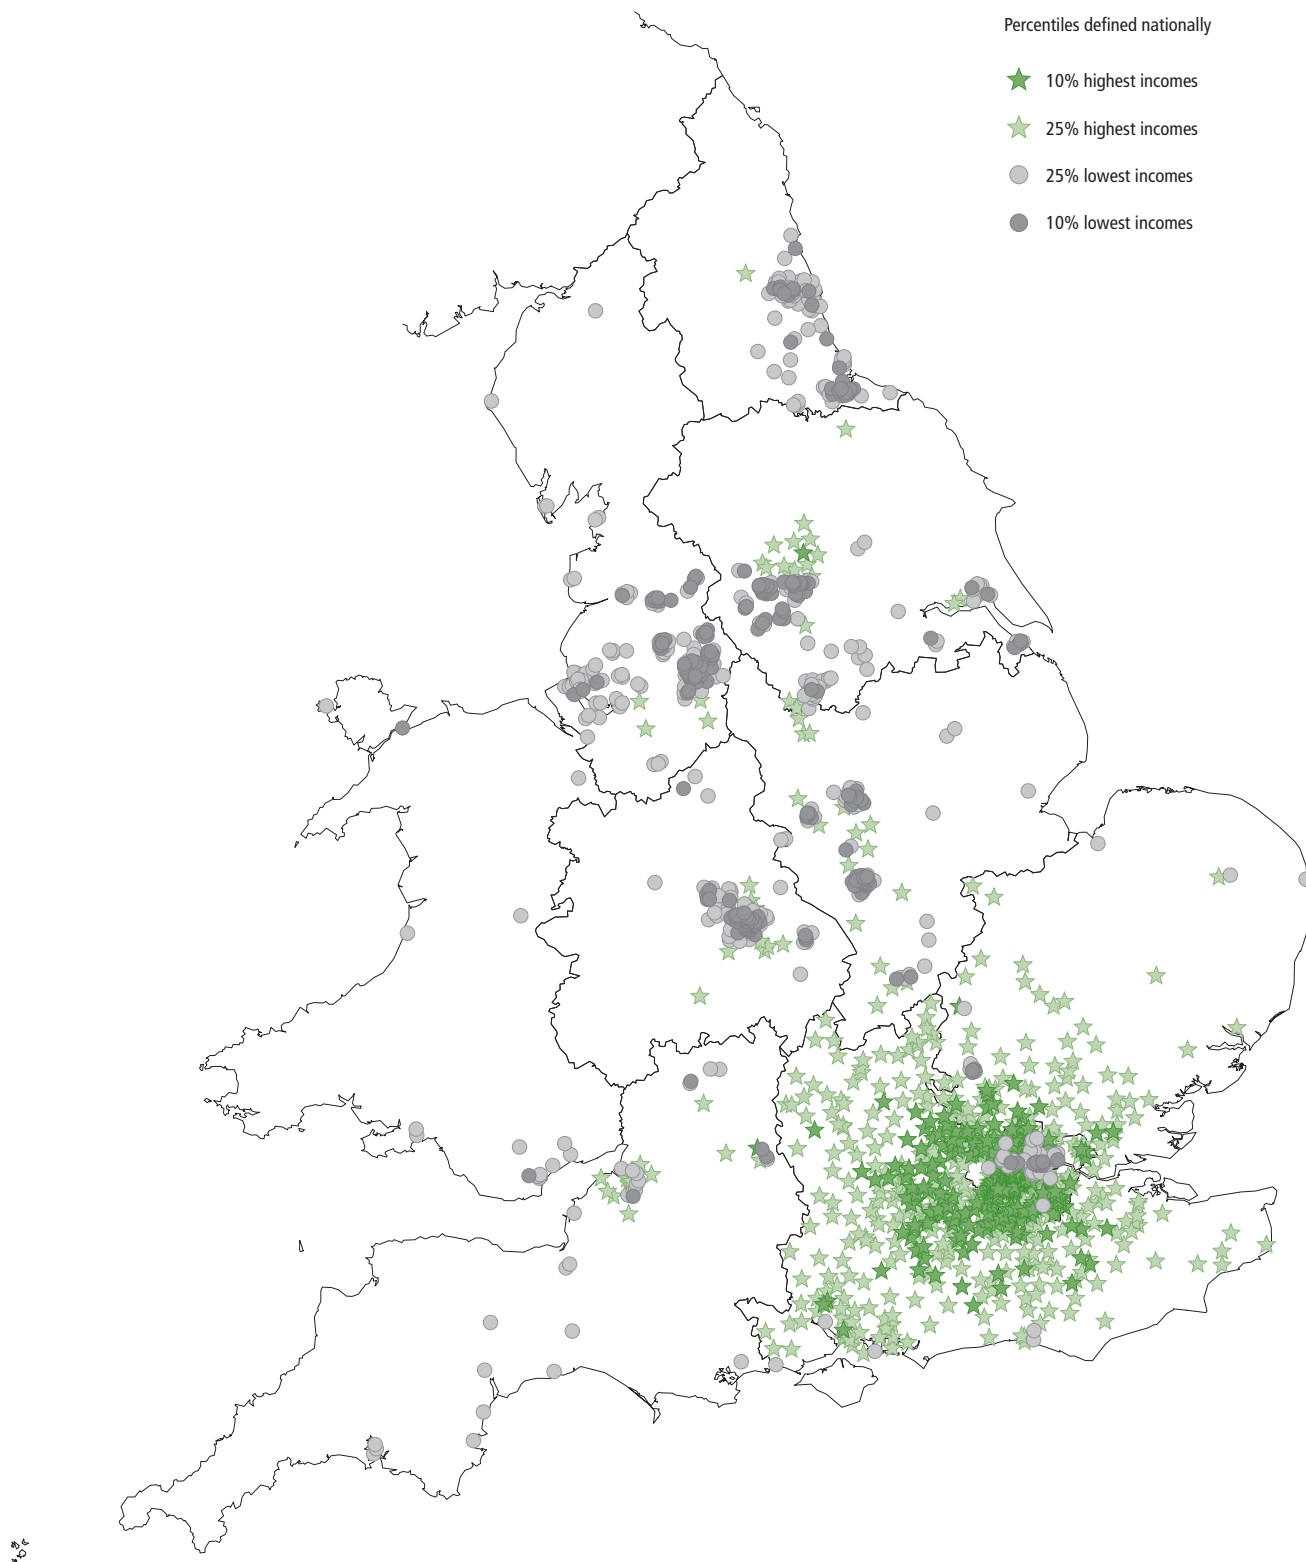 Percentiles defined nationally
10% highest incomes
25% highest incomes
25% lowest incomes
10% lowest incomes